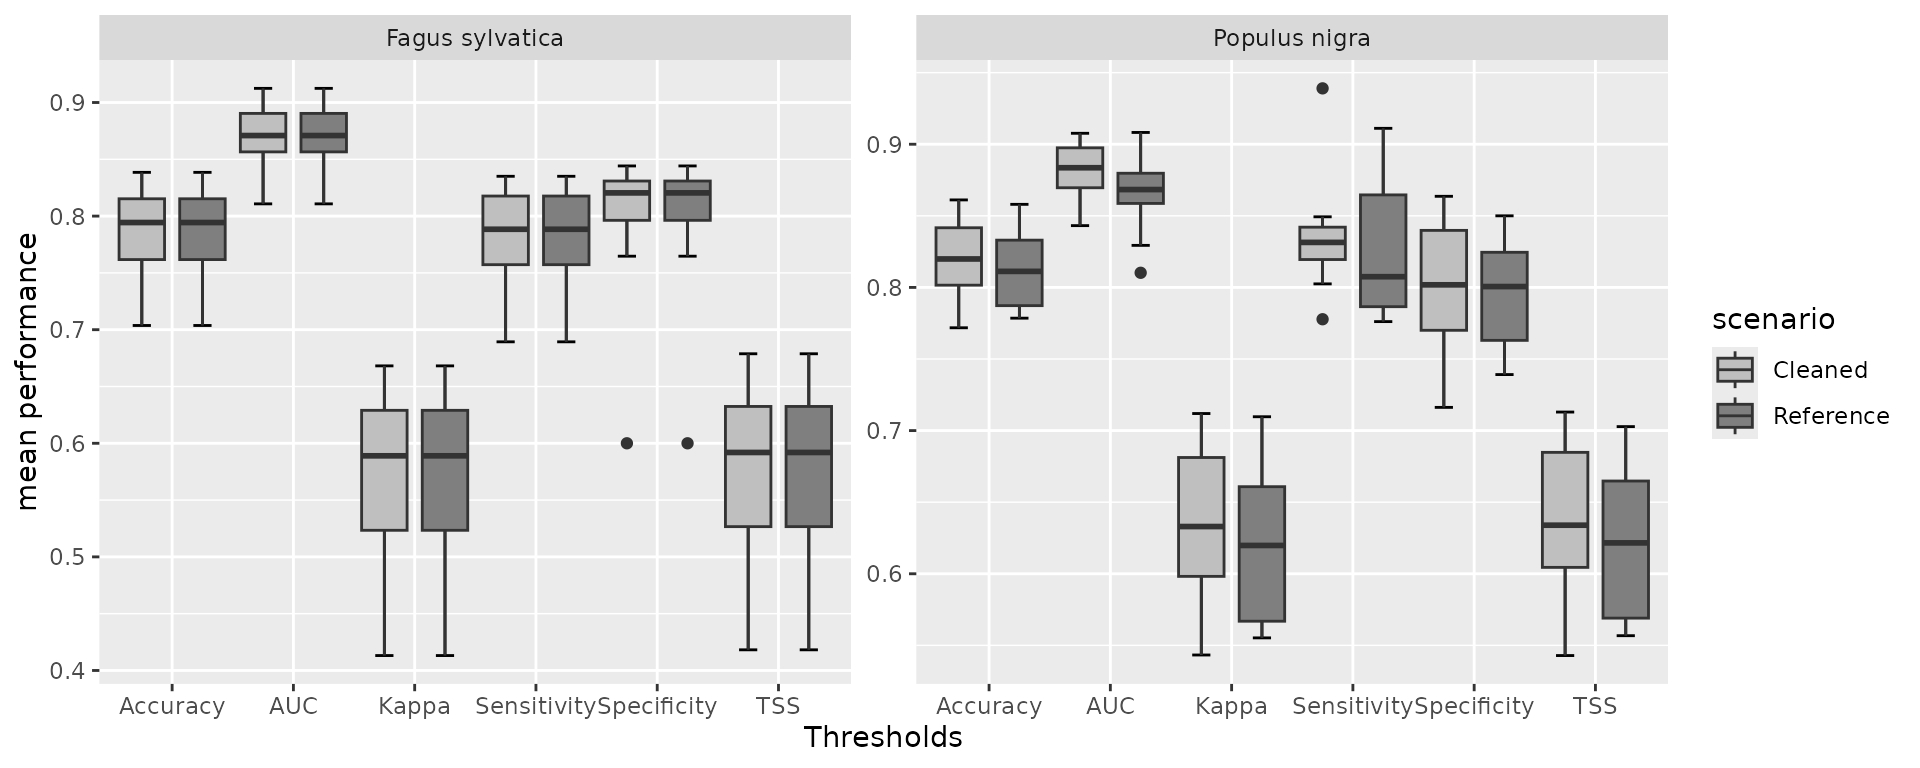 Fagus sylvatica
Populus nigra
mean performance
0.9
0.8
0.7
0.6
0.5
0.4
0.9
0.8
0.7
0.6
Accuracy AUC Kappa Sensitivity Specificity TSS
Accuracy AUC Kappa Sensitivity Specificity TSS
Thresholds
scenario
Cleaned
Reference